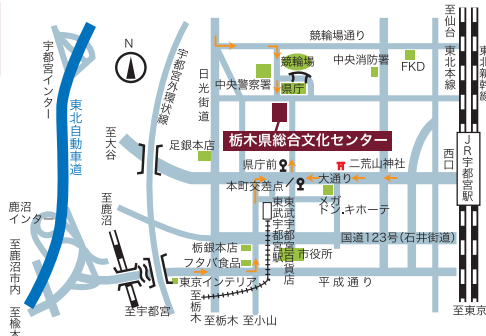 至仙台
東北本線
東北新幹線
競輪場通り
宇都宮インター
N
宇都宮外環状線
日光街道
競輪場
中央消防署
FKD
中央警察署
県庁
東北自動車道
至大谷
足銀本店
栃木県総合文化センター
県庁前
二荒山神社
西口
JR宇都宮駅
本町交差点
大通り
メガ
ドン.キホーテ
鹿沼
インター
至鹿沼
東武宇都宮駅
東武宇都宮百貨店
国道123号(石井街道)
至鹿沼市内
栃銀本店
フタバ食品
市役所
東京インテリア
平成通り
至楡木
至宇都宮
至栃木
至栃木
至小山
至東京